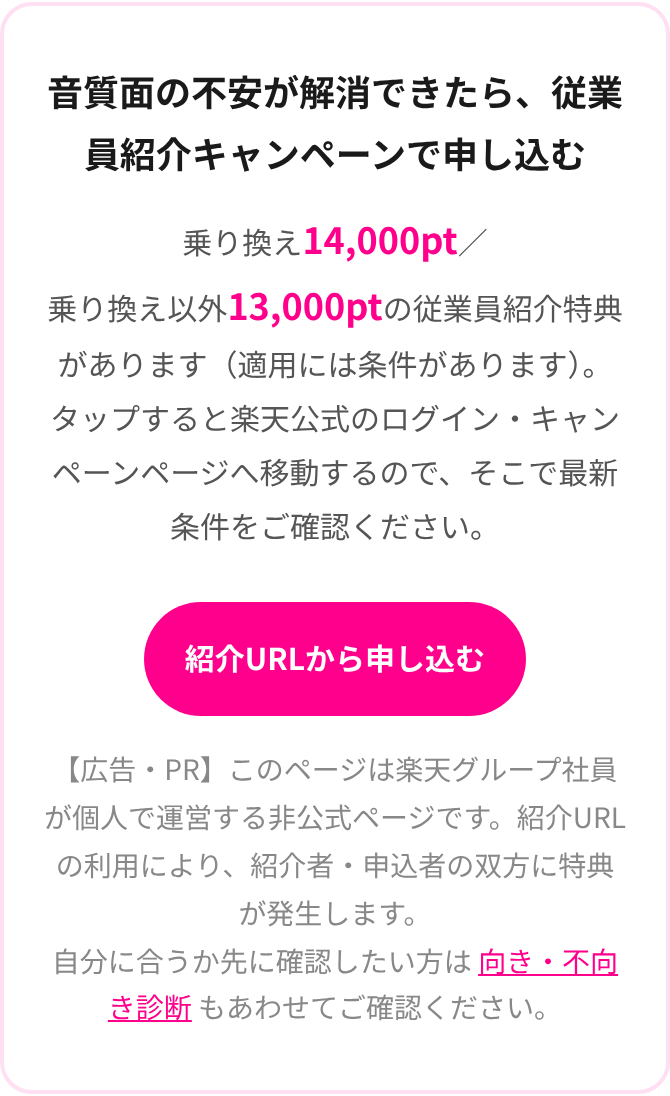 音質面の不安が解消できたら、従業
員紹介キャンペーンで申し込む
乗り換え14,000pt／
乗り換え以外13,000ptの従業員紹介特典
があります（適用には条件があります）。
タップすると楽天公式のログイン・キャン
ペーンページへ移動するので、そこで最新
条件をご確認ください。
紹介URLから申し込む
【広告・PR】このページは楽天グループ社員
が個人で運営する非公式ページです。紹介URL
の利用により、紹介者・申込者の双方に特典
が発生します。
自分に合うか先に確認したい方は 向き・不向
き診断 もあわせてご確認ください。